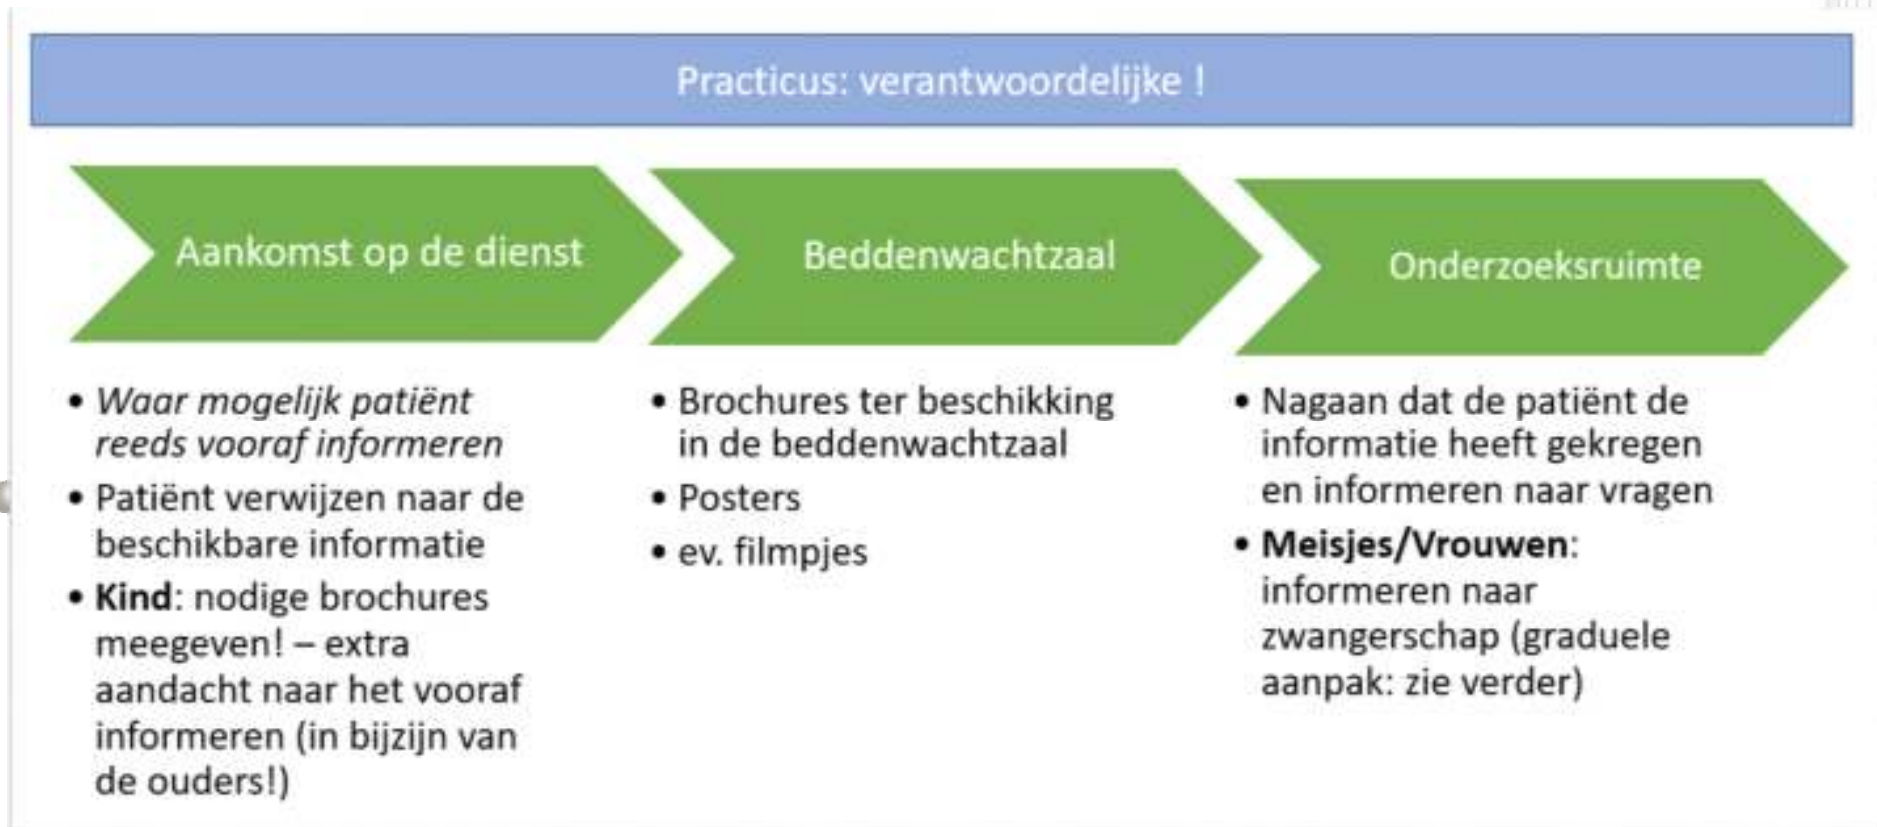 Practicus: verantwoordelijke !
Aankomst op de dienst
• Waar mogelijk patiënt
reeds vooraf informeren
• Patiënt verwijzen naar de
beschikbare informatie
• Kind: nodige brochures
meegeven! – extra
aandacht naar het vooraf
informeren (in bijzijn van
de ouders!)
Beddenwachtzaal
• Brochures ter beschikking
in de beddenwachtzaal
• Posters
• ev. filmpjes
Onderzoeksruimte
• Nagaan dat de patiënt de
informatie heeft gekregen
en informeren naar vragen
• Meisjes/Vrouwen:
informeren naar
zwangerschap (graduele
aanpak: zie verder)